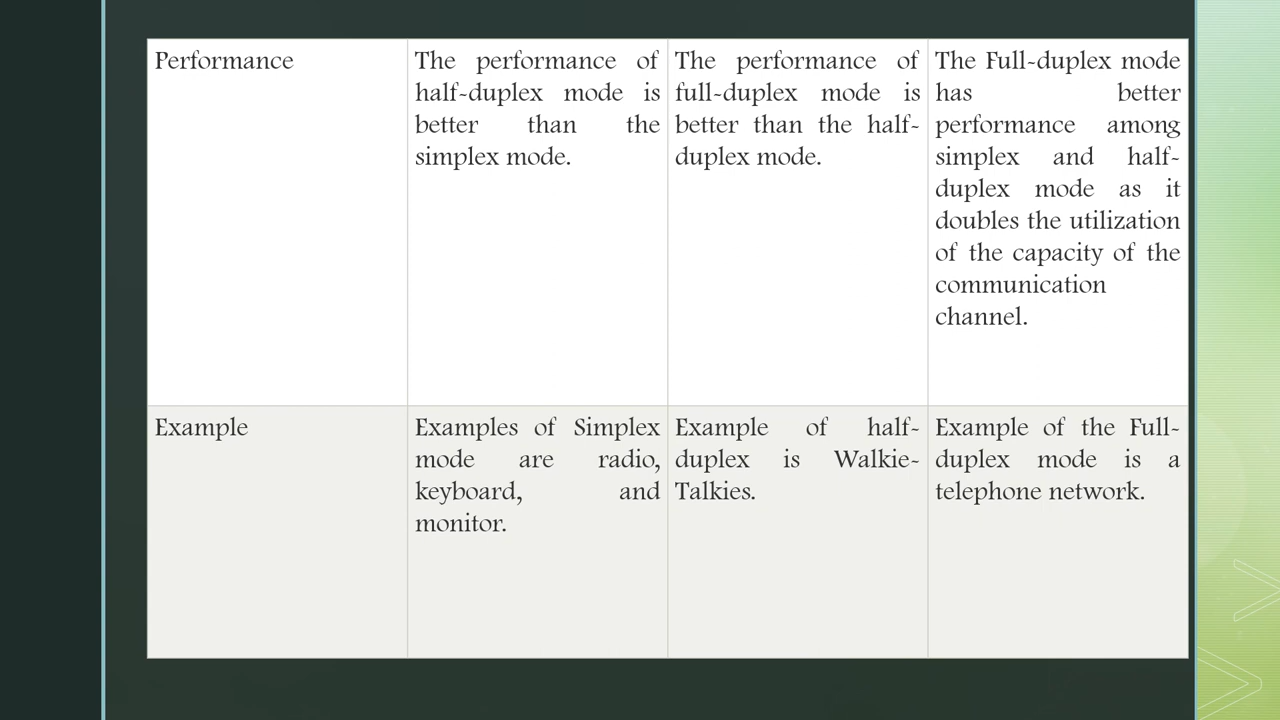 Performance
The performance of
half-duplex mode is
better than the
simplex mode.
The performance of
full-duplex mode is
better than the half-
duplex mode.
The Full-duplex mode
has better
performance among
simplex and half-
duplex mode as it
doubles the utilization
of the capacity of the
communication
channel.
Example
Examples of Simplex
mode are radio,
keyboard, and
monitor.
Example of half-
duplex is Walkie-
Talkies.
Example of the Full-
duplex mode is a
telephone network.